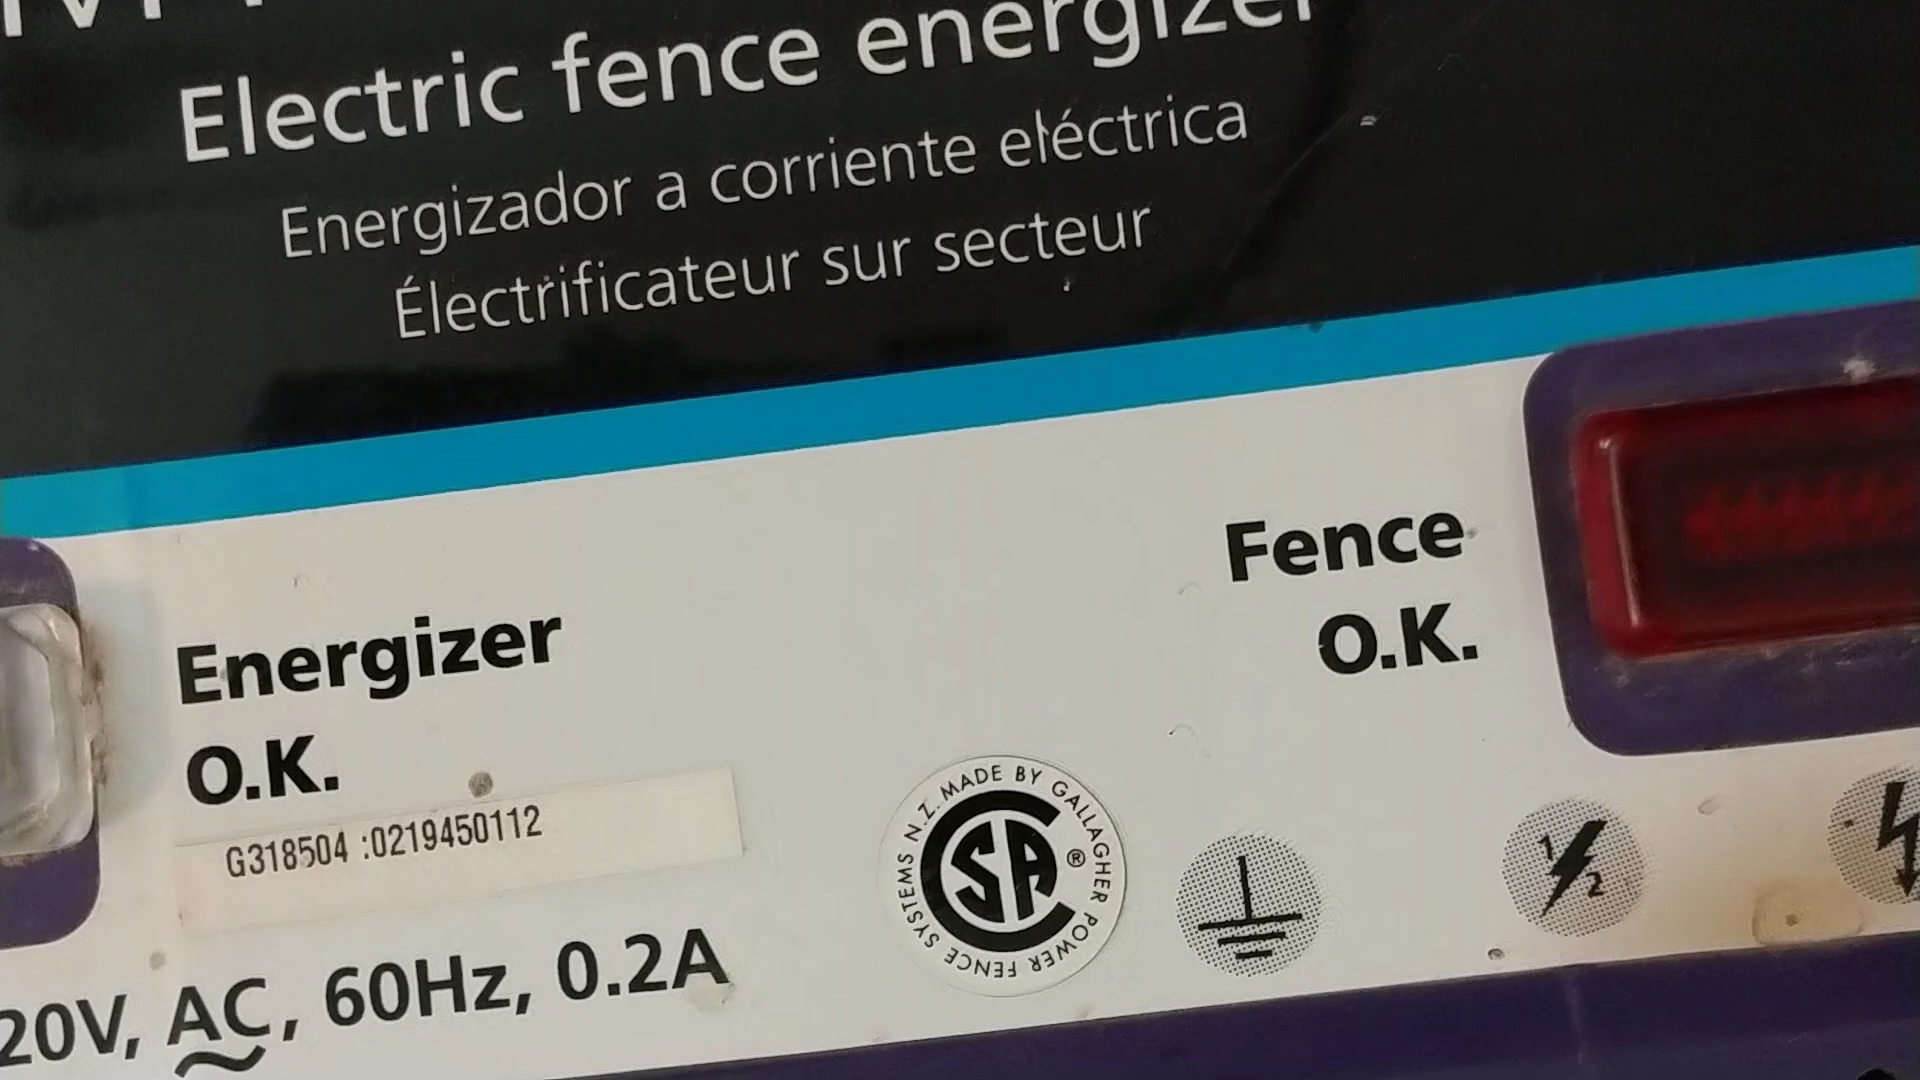 Electric fence energizer
Energizador a corriente eléctrica
Électrificateur sur secteur
Fence
O.K.
Energizer
O.K.
G318504 :0219450112
MADE BY GALLAGHER POWER FENCE SYSTEMS N.Z.
CSA ®
1
2
20V, AC, 60Hz, 0.2A